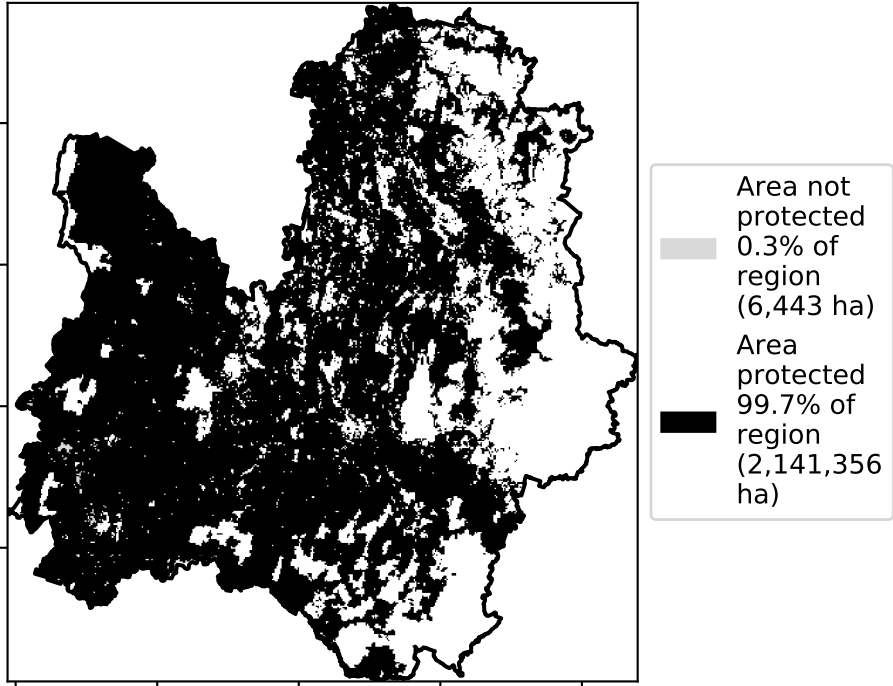 Area not
protected
0.3% of
region
(6,443 ha)
Area
protected
99.7% of
region
(2,141,356
ha)